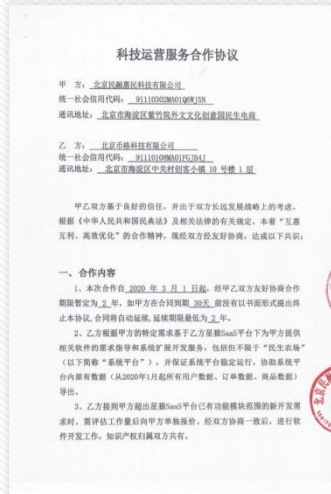 科技运营服务合作协议
甲 方： 北京民融惠民科技有限公司
统一社会信用代码： 91110302MA01Q6WJ5N
通讯地址： 北京市海淀区紫竹院外文文化创意园民生电商
乙 方： 北京币格科技有限公司
统一社会信用代码： 91110108MA01FGJB4J
通讯地址： 北京市海淀区中关村创客小镇 10 号楼 1 层
甲乙双方基于良好的信任，并出于双方长远发展战略上的考虑，
根据《中华人民共和国民典法》及相关法律的有关规定，本着“互惠
互利、高效优化”的合作精神，现经双方经友好协商，达成以下共识：
一、合作内容
1、本次合作自 2020 年 3 月 1 日起，经甲乙双方友好协商合作
期限暂定为 2 年，如甲方在合同到期 30天 前没有以书面形式提出终
止本协议，合同将自动延续，延续期限最低为 2 年。
2、乙方根据甲方的特定需求基于乙方星猿SaaS平台下为甲方提供
相关软件的需求指导和系统扩展开发服务，包括但不限于“民生农场”
（以下简称“系统平台”），并保证系统平台稳定运行，协助系统平
台内原有数据（从2020年1月起所有用户数据、订单数据、商品数据）
导出。
3、乙方接到甲方超出星猿SaaS平台已有功能模块范围的新开发需
求时，需评估工作量后向甲方单独报价，经双方协商一致后，进行软
件开发工作，知识产权归属双方共有。
北京民融